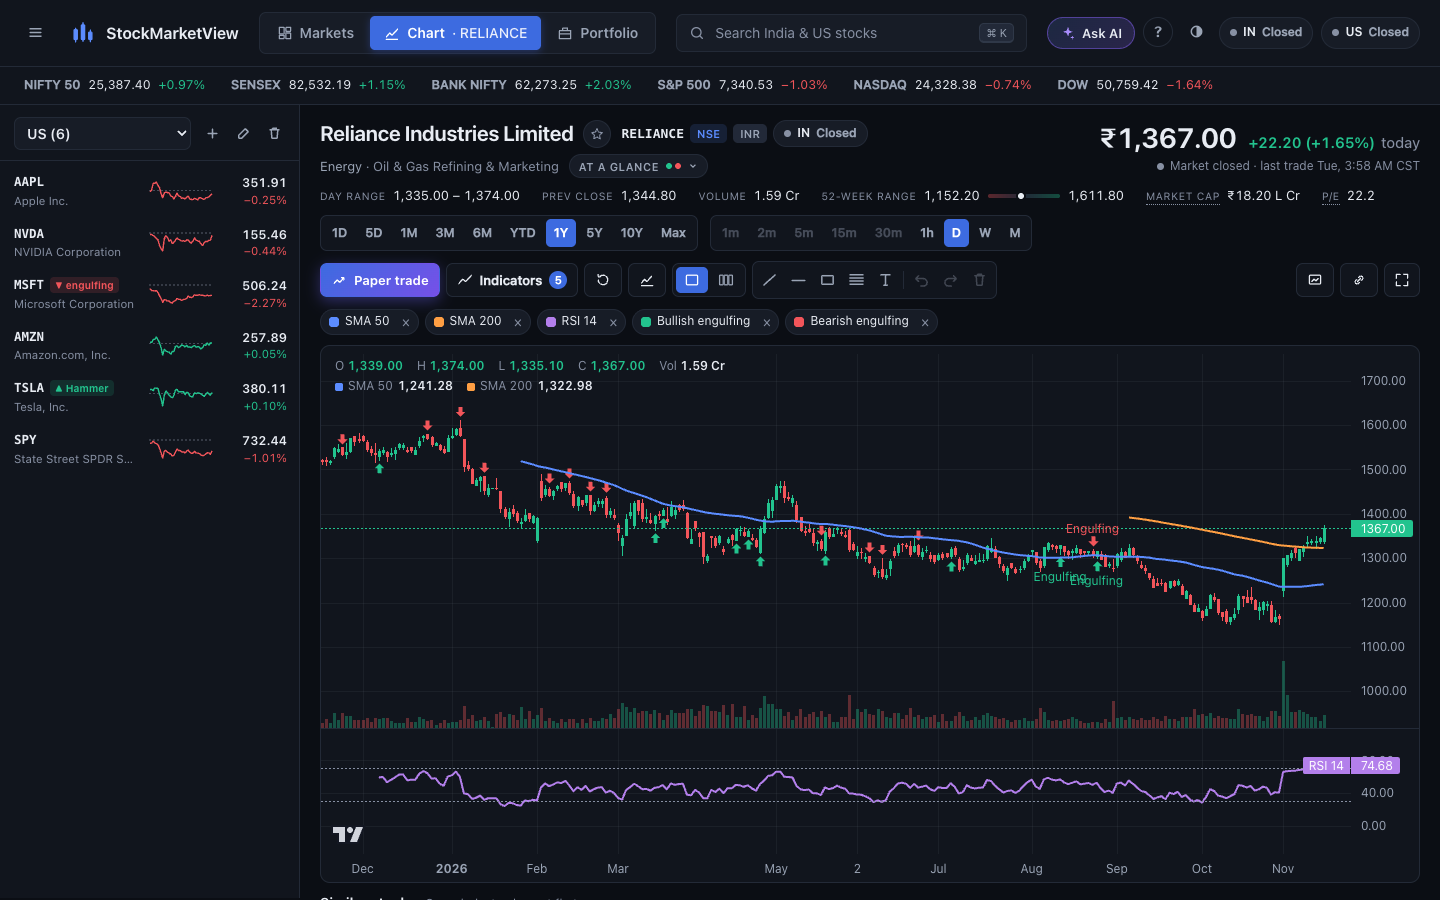 StockMarketView
Markets
Chart · RELIANCE
Portfolio
Search India & US stocks
⌘ K
Ask AI
?
IN Closed
US Closed
NIFTY 50 25,387.40 +0.97%
SENSEX 82,532.19 +1.15%
BANK NIFTY 62,273.25 +2.03%
S&P 500 7,340.53 −1.03%
NASDAQ 24,328.38 −0.74%
DOW 50,759.42 −1.64%
US (6)
AAPL 351.91
Apple Inc. −0.25%
NVDA 155.46
NVIDIA Corporation −0.44%
MSFT ▼ engulfing 506.24
Microsoft Corporation −2.27%
AMZN 257.89
Amazon.com, Inc. +0.05%
TSLA ▲ Hammer 380.11
Tesla, Inc. +0.10%
SPY 732.44
State Street SPDR S... −1.01%
Reliance Industries Limited RELIANCE NSE INR IN Closed
₹1,367.00 +22.20 (+1.65%) today
Energy · Oil & Gas Refining & Marketing AT A GLANCE
Market closed · last trade Tue, 3:58 AM CST
DAY RANGE 1,335.00 – 1,374.00 PREV CLOSE 1,344.80 VOLUME 1.59 Cr 52-WEEK RANGE 1,152.20 1,611.80 MARKET CAP ₹18.20 L Cr P/E 22.2
1D 5D 1M 3M 6M YTD 1Y 5Y 10Y Max
1m 2m 5m 15m 30m 1h D W M
Paper trade
Indicators 5
T
SMA 50 ×
SMA 200 ×
RSI 14 ×
Bullish engulfing ×
Bearish engulfing ×
O 1,339.00 H 1,374.00 L 1,335.10 C 1,367.00 Vol 1.59 Cr
SMA 50 1,241.28 SMA 200 1,322.98
1700.00
1600.00
1500.00
1400.00
1367.00
1300.00
1200.00
1100.00
1000.00
Engulfing
Engulfing
Engulfing
RSI 14 74.68
40.00
0.00
Dec 2026 Feb Mar May 2 Jul Aug Sep Oct Nov